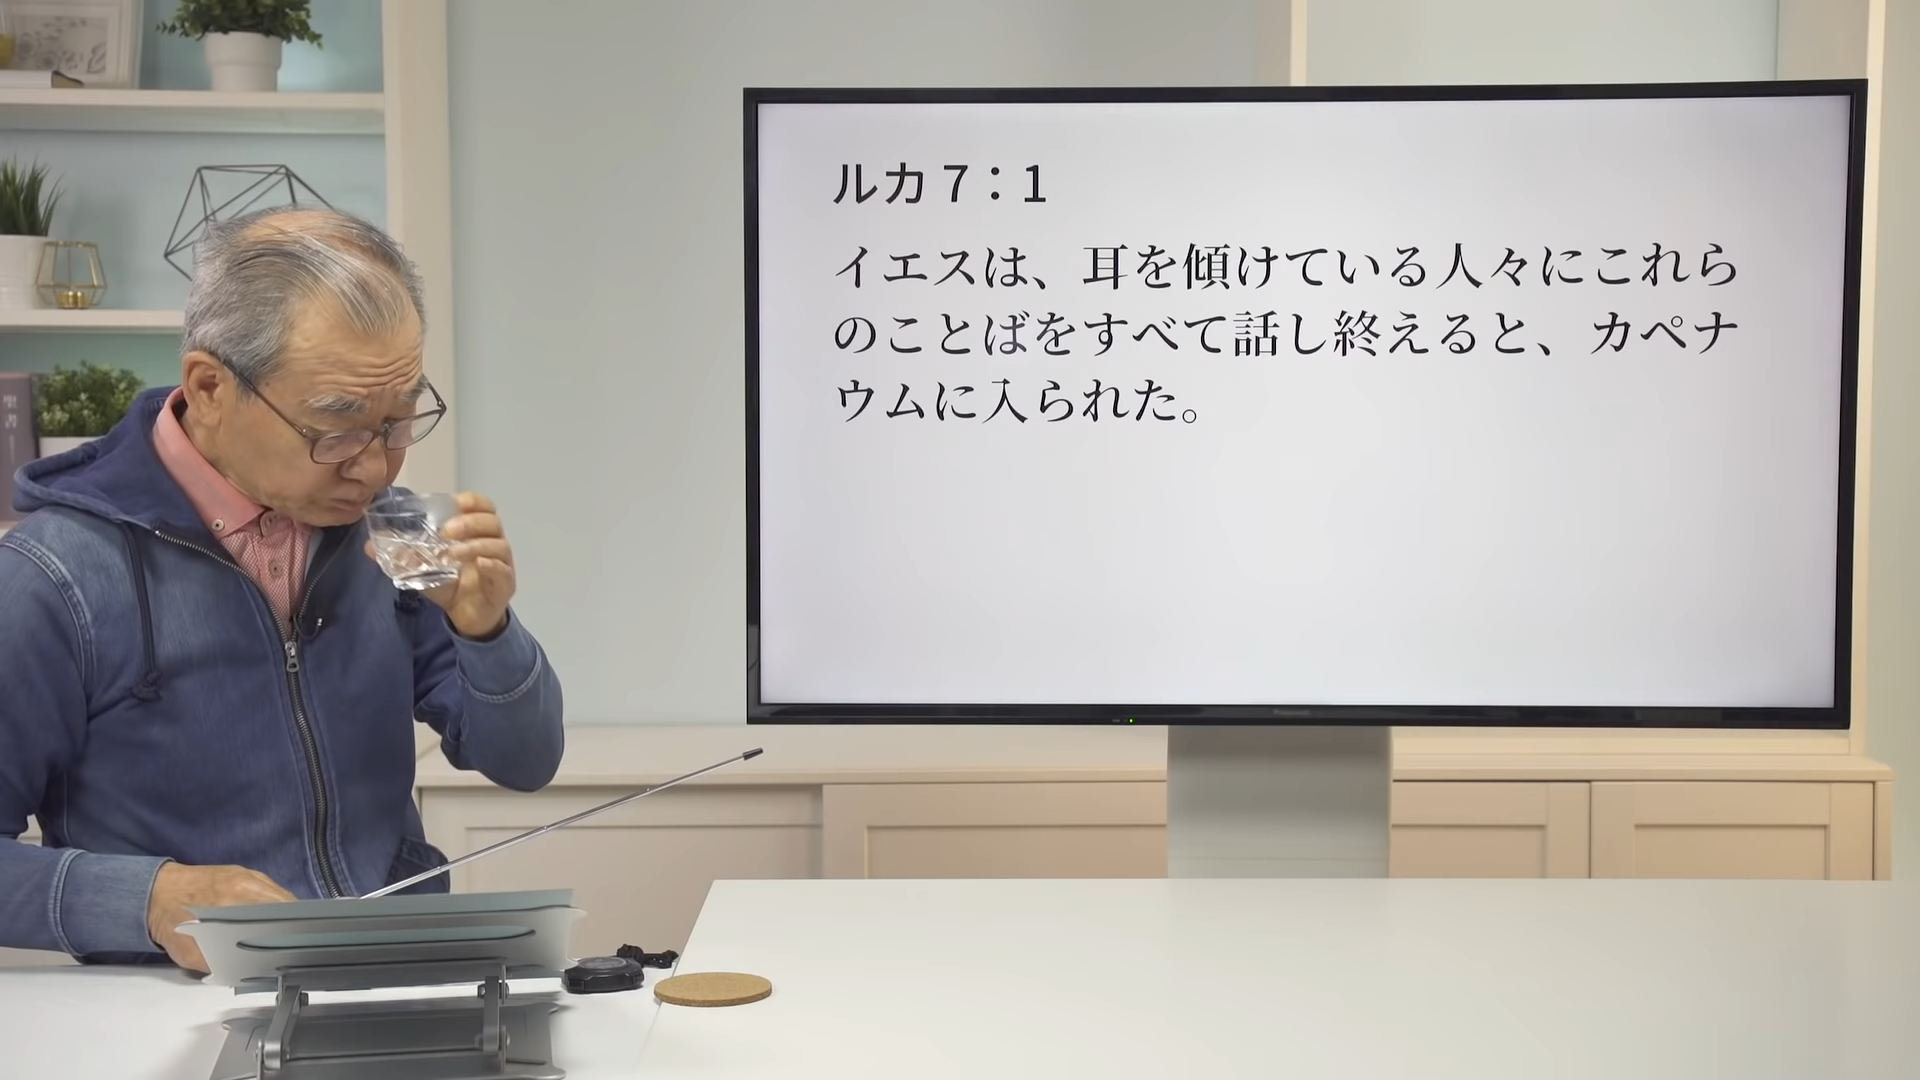 ルカ７：１
イエスは、耳を傾けている人々にこれら
のことばをすべて話し終えると、カペナ
ウムに入られた。